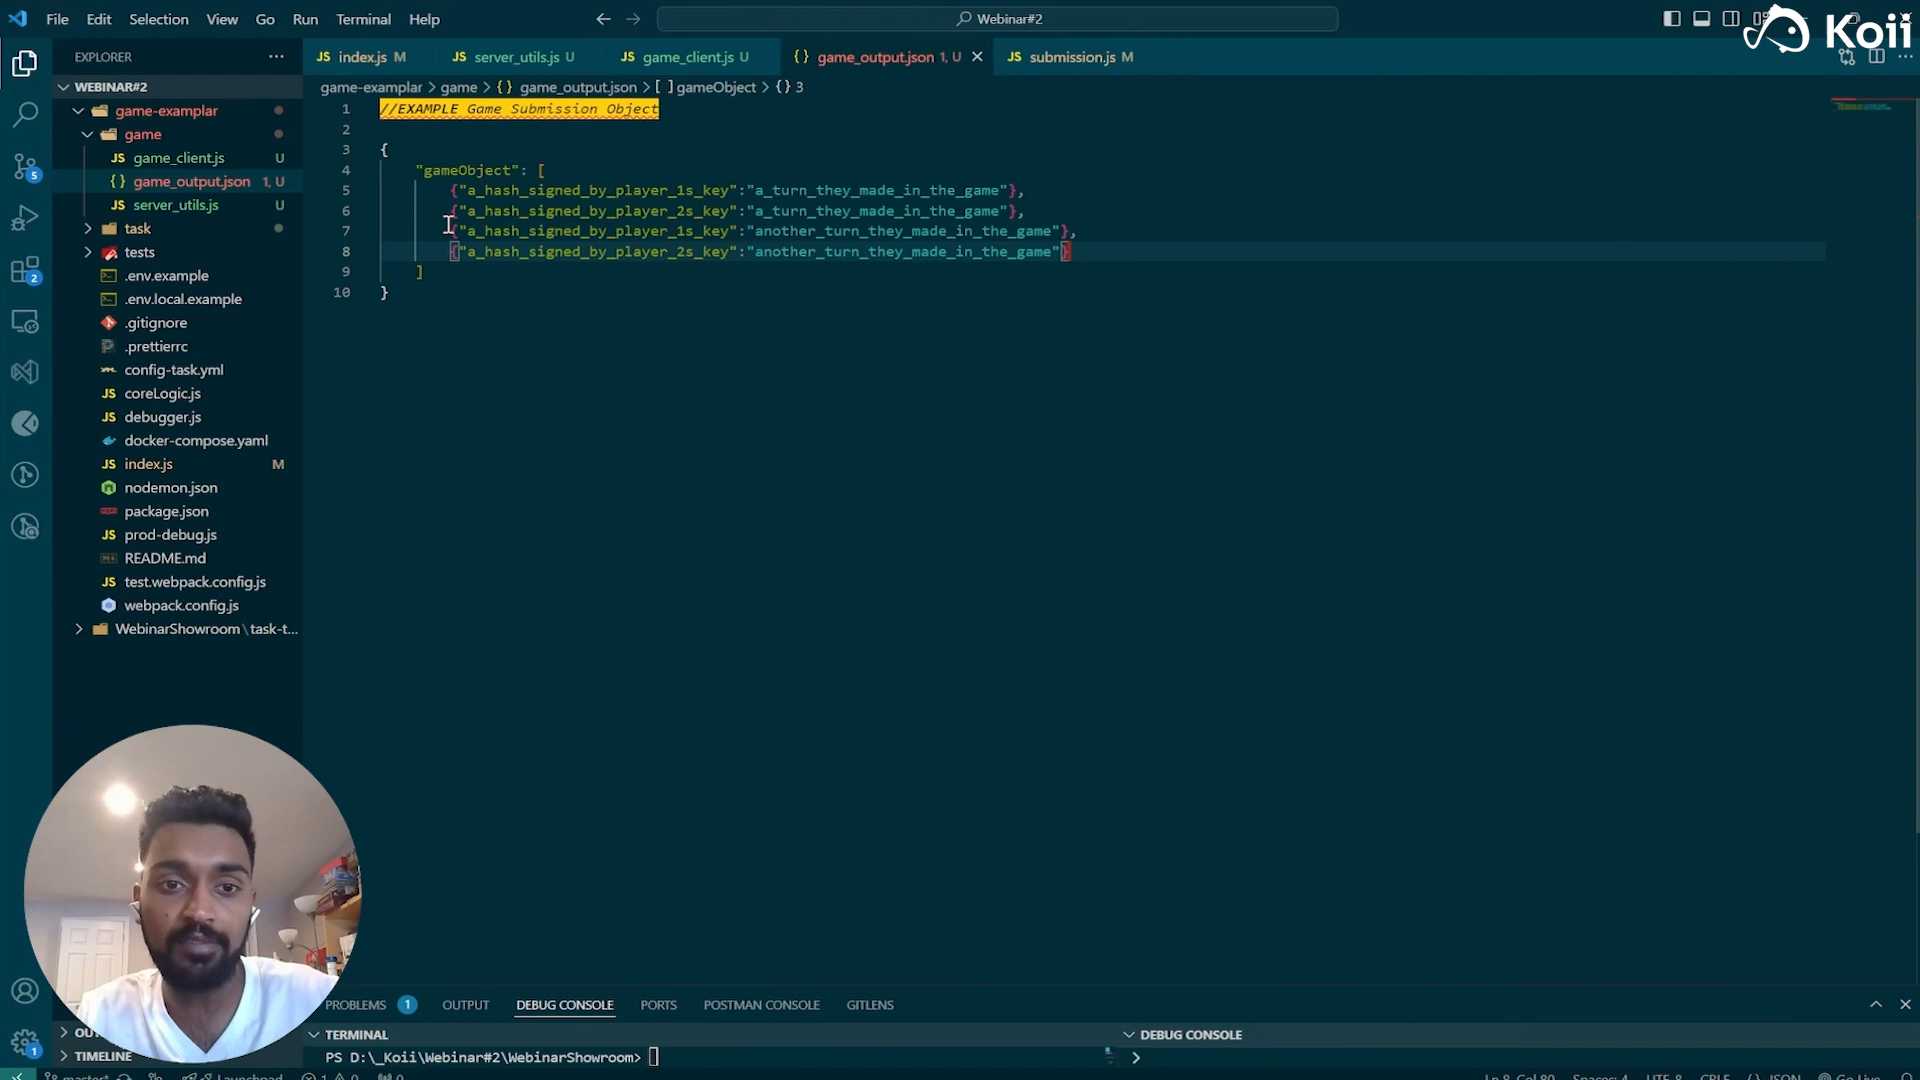 File Edit Selection View Go Run Terminal Help
Webinar#2
Koii
EXPLORER
index.js M
server_utils.js U
game_client.js U
game_output.json 1, U
submission.js M
WEBINAR#2
game-examplar
game
game_client.js U
game_output.json 1, U
server_utils.js U
task
tests
.env.example
.env.local.example
.gitignore
.prettierrc
config-task.yml
coreLogic.js
debugger.js
docker-compose.yaml
index.js M
nodemon.json
package.json
prod-debug.js
README.md
test.webpack.config.js
webpack.config.js
WebinarShowroom\task-t...
5
2
1
game-examplar > game > {} game_output.json > [ ] gameObject > {} 3
1 //EXAMPLE Game Submission Object
2
3 {
4 "gameObject": [
5 {"a_hash_signed_by_player_1s_key":"a_turn_they_made_in_the_game"},
6 {"a_hash_signed_by_player_2s_key":"a_turn_they_made_in_the_game"},
7 {"a_hash_signed_by_player_1s_key":"another_turn_they_made_in_the_game"},
8 {"a_hash_signed_by_player_2s_key":"another_turn_they_made_in_the_game"}
9 ]
10 }
PROBLEMS 1 OUTPUT DEBUG CONSOLE PORTS POSTMAN CONSOLE GITLENS
TERMINAL
DEBUG CONSOLE
PS D:\_Koii\Webinar#2\WebinarShowroom>
TIMELINE